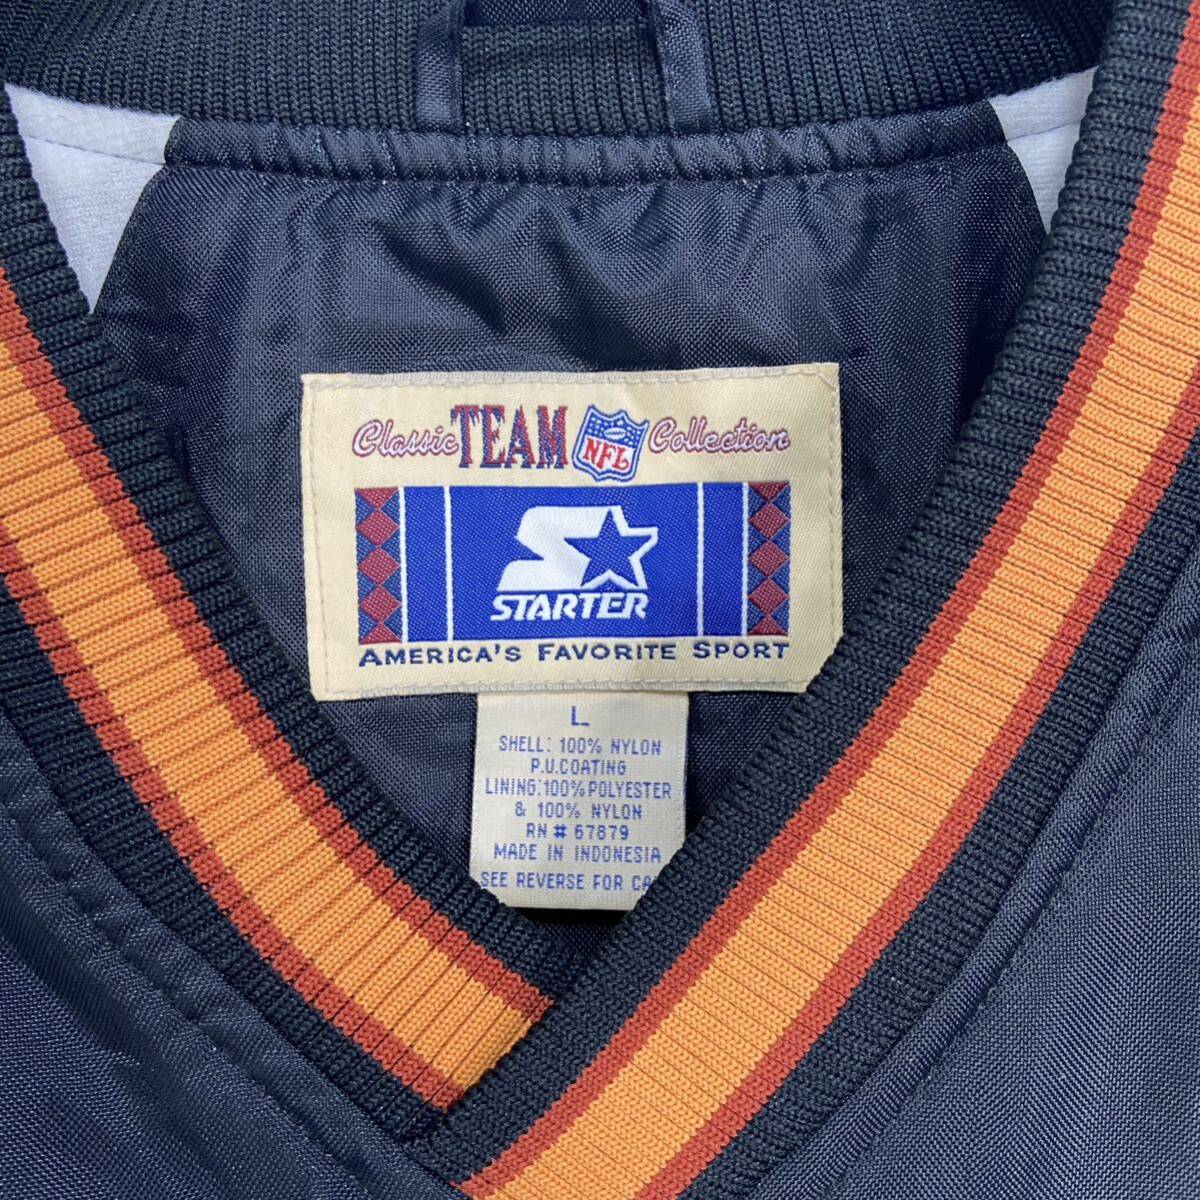 Classic TEAM NFL Collection
STARTER
AMERICA'S FAVORITE SPORT
L
SHELL: 100% NYLON
P.U.COATING
LINING:100%POLYESTER
& 100% NYLON
RN # 67879
MADE IN INDONESIA
SEE REVERSE FOR